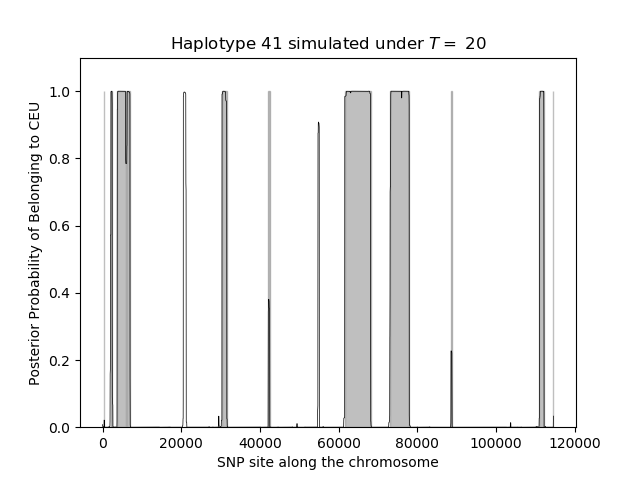 Haplotype 41 simulated under T = 20
Posterior Probability of Belonging to CEU
1.0
0.8
0.6
0.4
0.2
0.0
0 20000 40000 60000 80000 100000 120000
SNP site along the chromosome